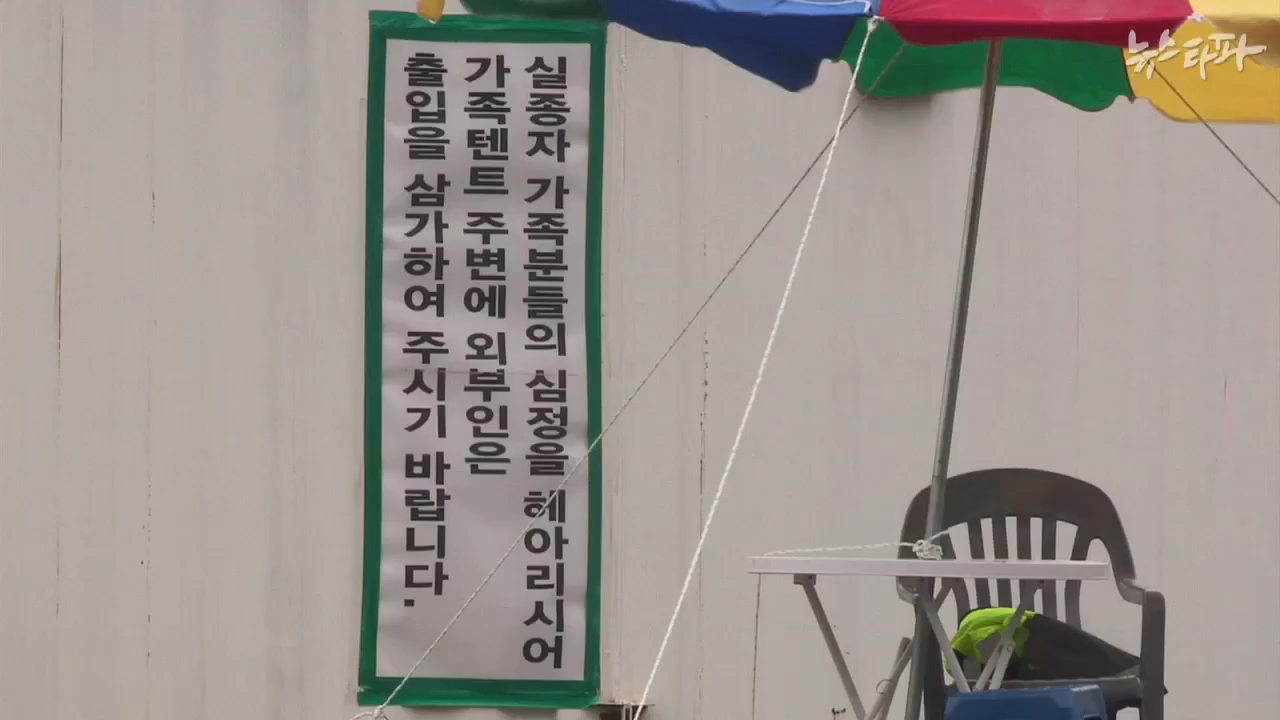 실종자 가족분들의 심정을 헤아리시어
가족텐트 주변에 외부인은
출입을 삼가하여 주시기 바랍니다.
뉴스타파